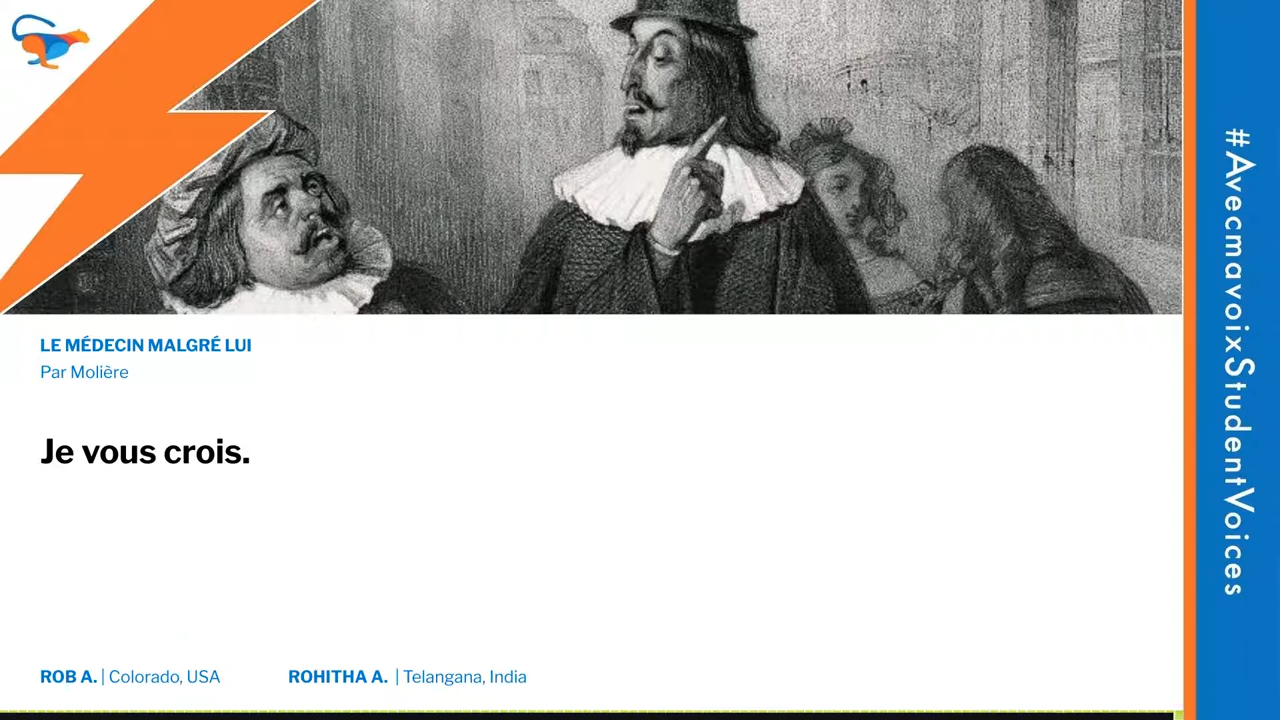 LE MÉDECIN MALGRÉ LUI
Par Molière
Je vous crois.
ROB A. | Colorado, USA
ROHITHA A. | Telangana, India
#AvecmavoixStudentVoices